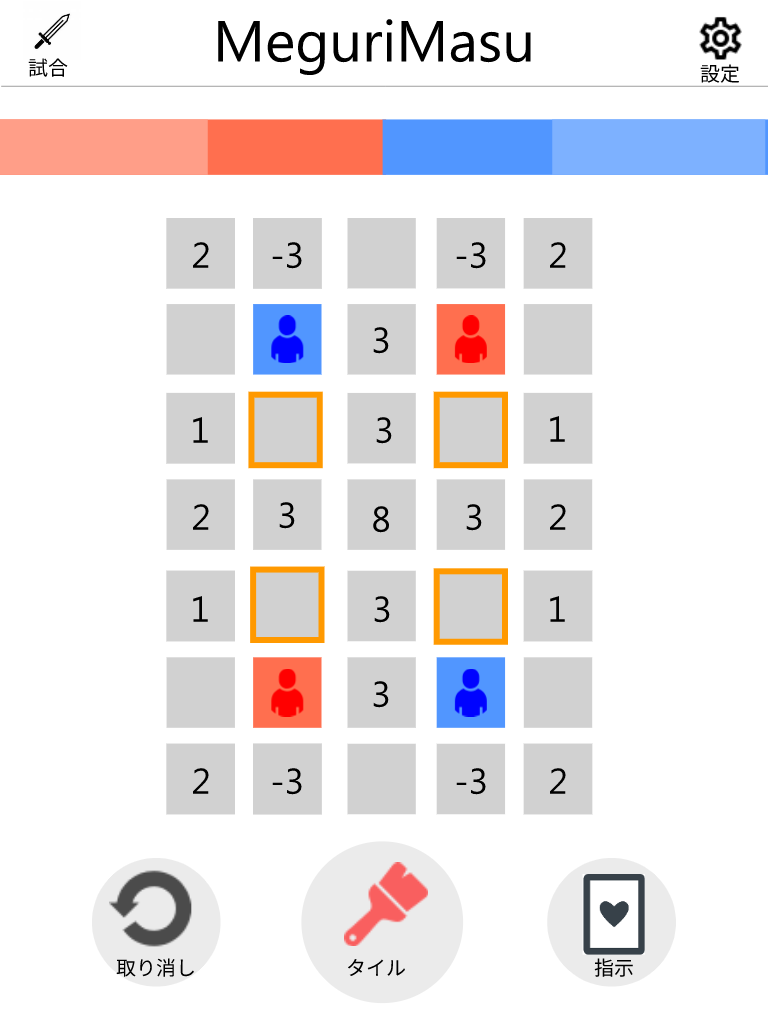 MeguriMasu
試合
設定
2 -3 -3 2
3
1 3 1
2 3 8 3 2
1 3 1
3
2 -3 -3 2
取り消し
タイル
指示